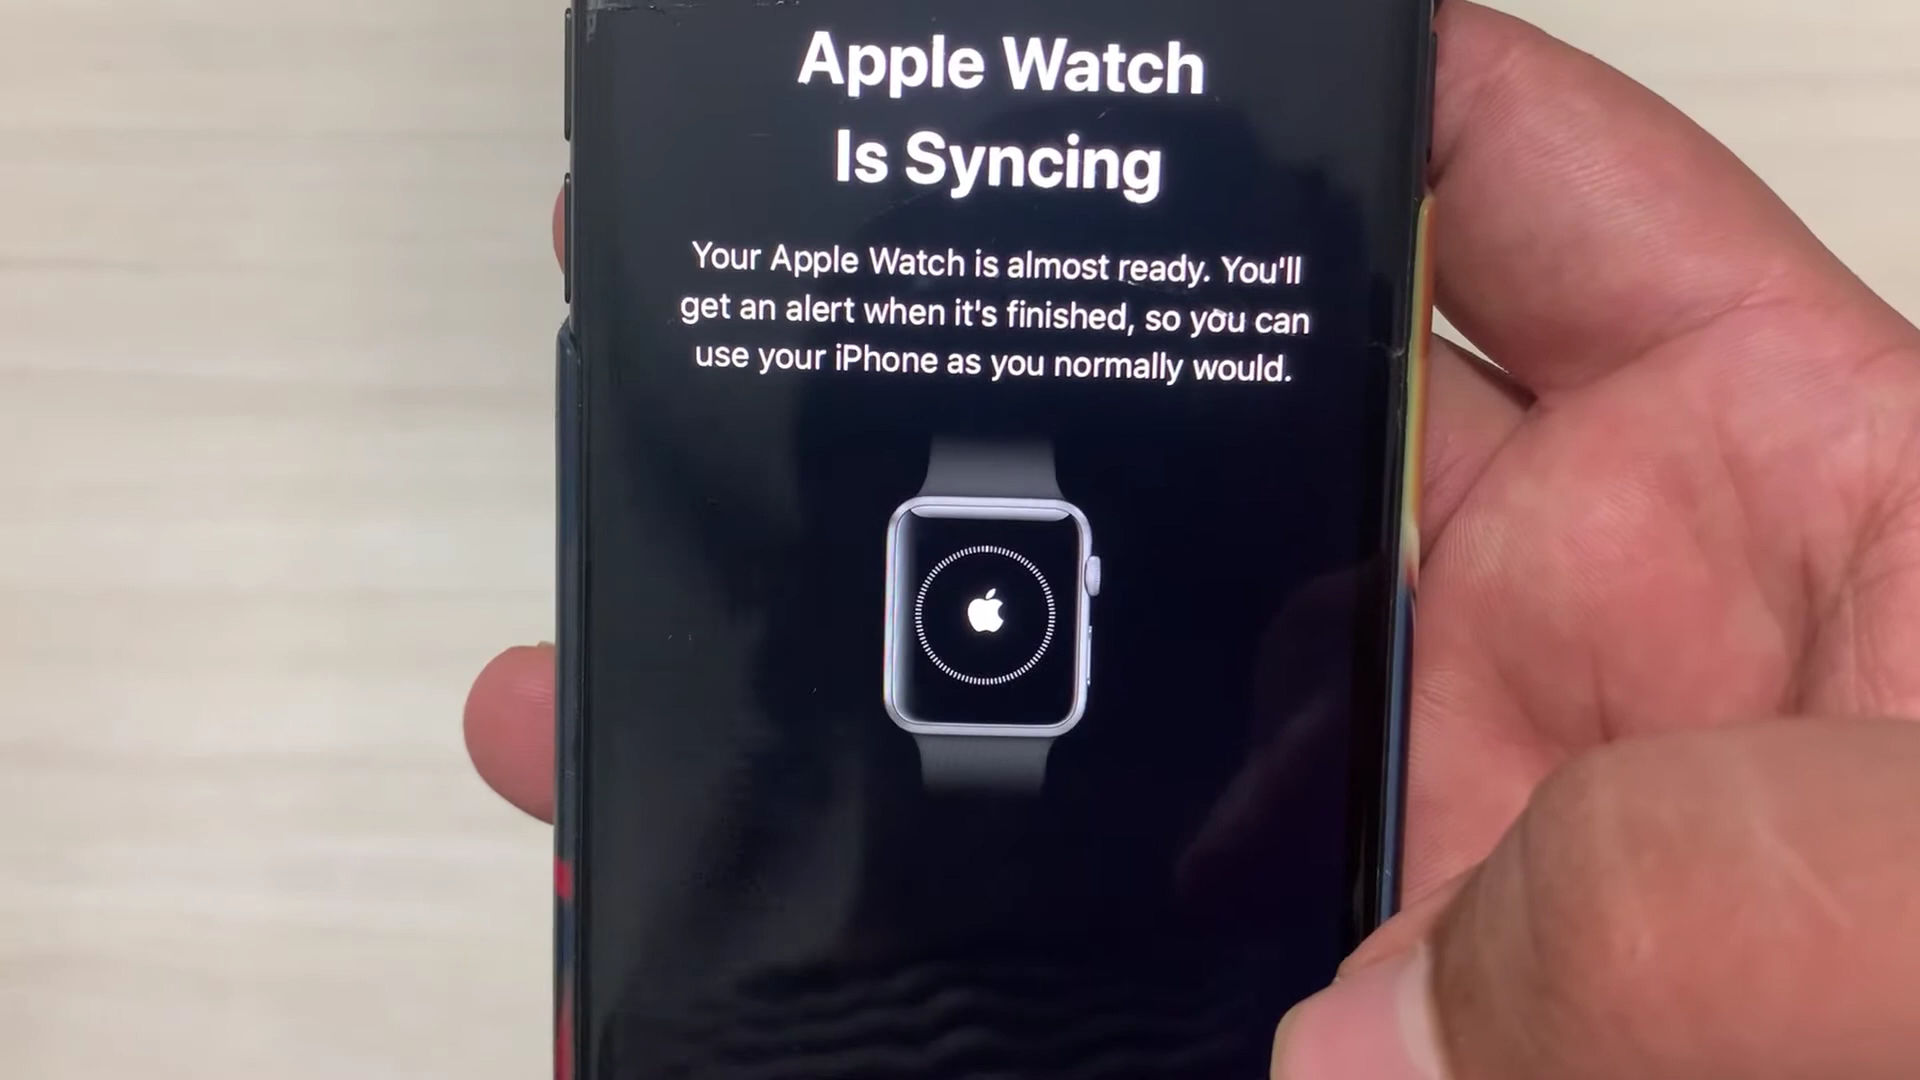 Apple Watch
Is Syncing
Your Apple Watch is almost ready. You'll
get an alert when it's finished, so you can
use your iPhone as you normally would.